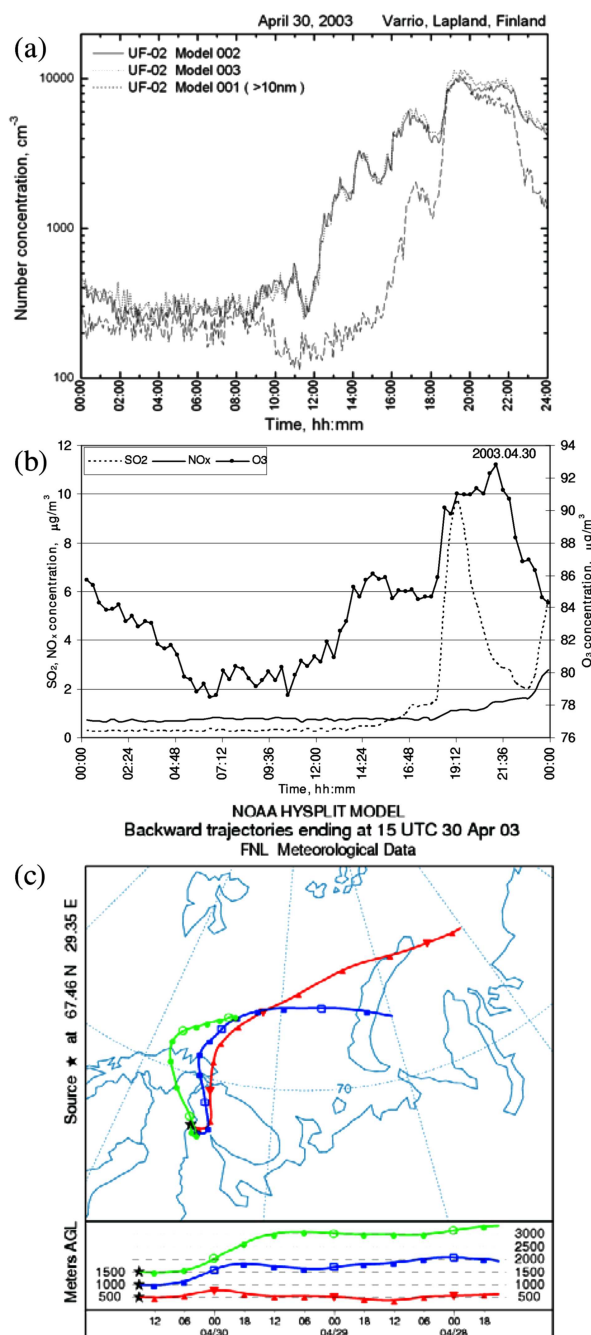 April 30, 2003 Varrio, Lapland, Finland
(a)
UF-02 Model 002
UF-02 Model 003
UF-02 Model 001 ( >10nm )
Number concentration, cm-3
10000
1000
100
00:00 02:00 04:00 06:00 08:00 10:00 12:00 14:00 16:00 18:00 20:00 22:00 24:00
Time, hh:mm
(b)
SO2 NOx O3
2003.04.30
SO2, NOx concentration, µg/m3
12
10
8
6
4
2
0
O3 concentration, µg/m3
94
92
90
88
86
84
82
80
78
76
00:00 02:24 04:48 07:12 09:36 12:00 14:24 16:48 19:12 21:36 00:00
Time, hh:mm
NOAA HYSPLIT MODEL
Backward trajectories ending at 15 UTC 30 Apr 03
FNL Meteorological Data
(c)
Source ★ at 67.46 N 29.35 E
70
Meters AGL
1500
1000
500
3000
2500
2000
1500
1000
500
12 06 00 18 12 06 00 18 12 06 00 18
04/30 04/29 04/28